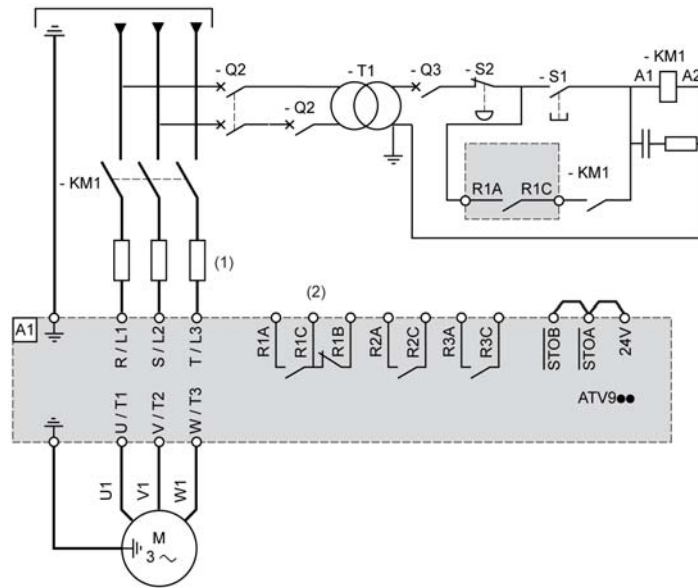 - Q2
- T1
- Q3
- S2
- S1
- KM1
A1
A2
- Q2
R1A
R1C
- KM1
- KM1
(1)
(2)
A1
R / L1
S / L2
T / L3
R1A
R1C
R1B
R2A
R2C
R3A
R3C
STOB
STOA
24V
ATV9●●
U / T1
V / T2
W / T3
U1
V1
W1
M
3 ~